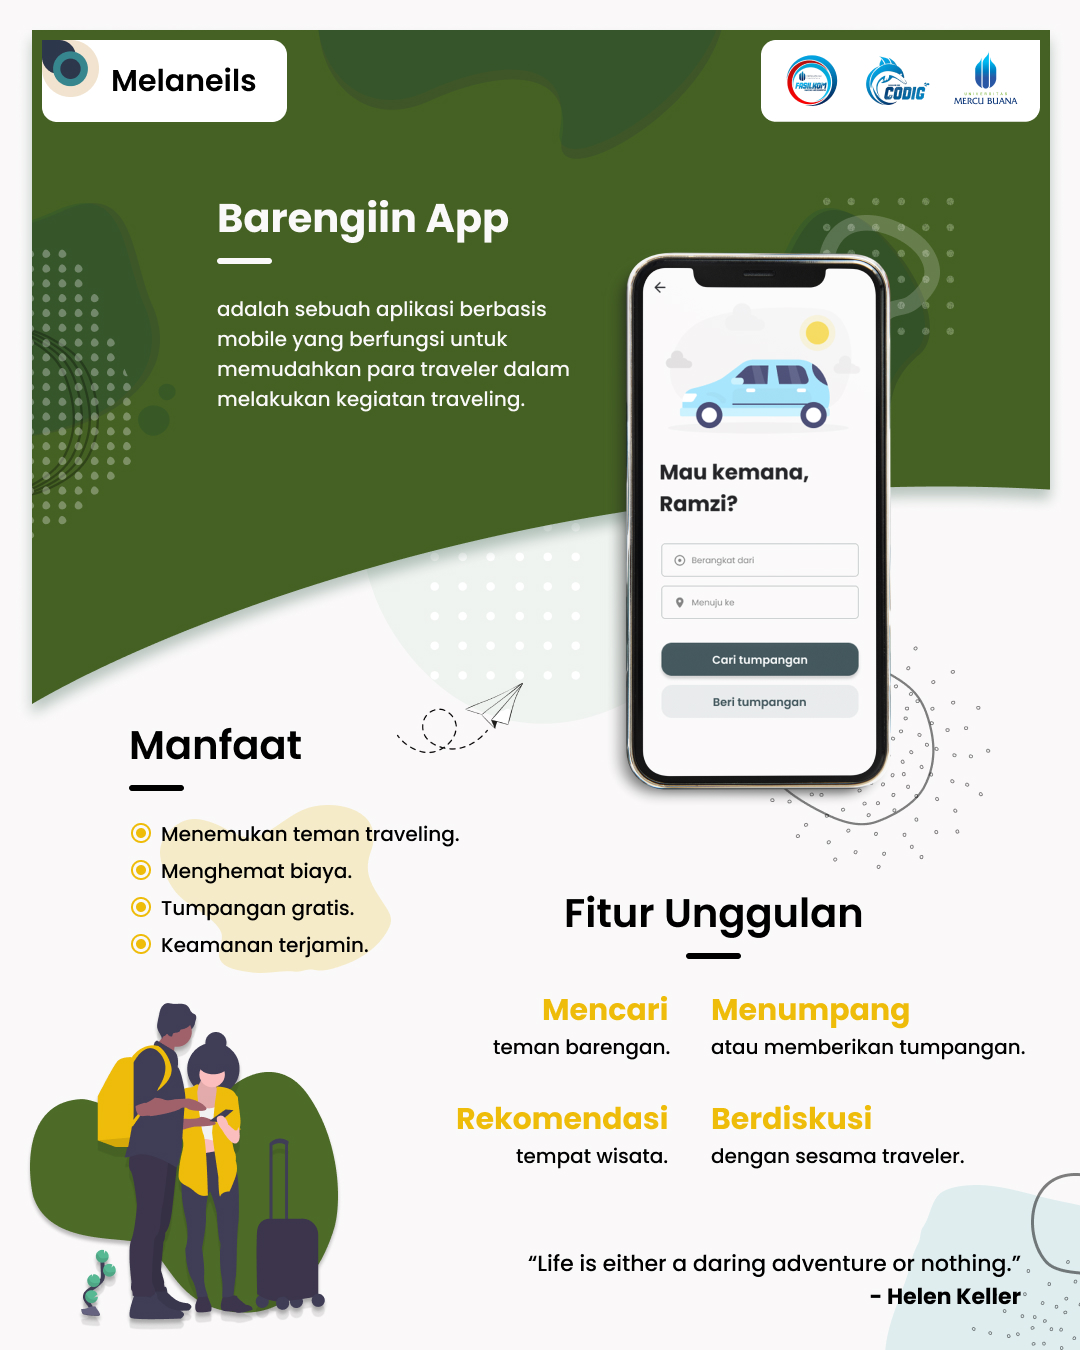 Melaneils
FASILKOM
CODIG
UNIVERSITAS
MERCU BUANA
Barengiin App
adalah sebuah aplikasi berbasis
mobile yang berfungsi untuk
memudahkan para traveler dalam
melakukan kegiatan traveling.
Mau kemana,
Ramzi?
Berangkat dari
Menuju ke
Cari tumpangan
Beri tumpangan
Manfaat
Menemukan teman traveling.
Menghemat biaya.
Tumpangan gratis.
Keamanan terjamin.
Fitur Unggulan
Mencari
teman barengan.
Menumpang
atau memberikan tumpangan.
Rekomendasi
tempat wisata.
Berdiskusi
dengan sesama traveler.
“Life is either a daring adventure or nothing.”
- Helen Keller